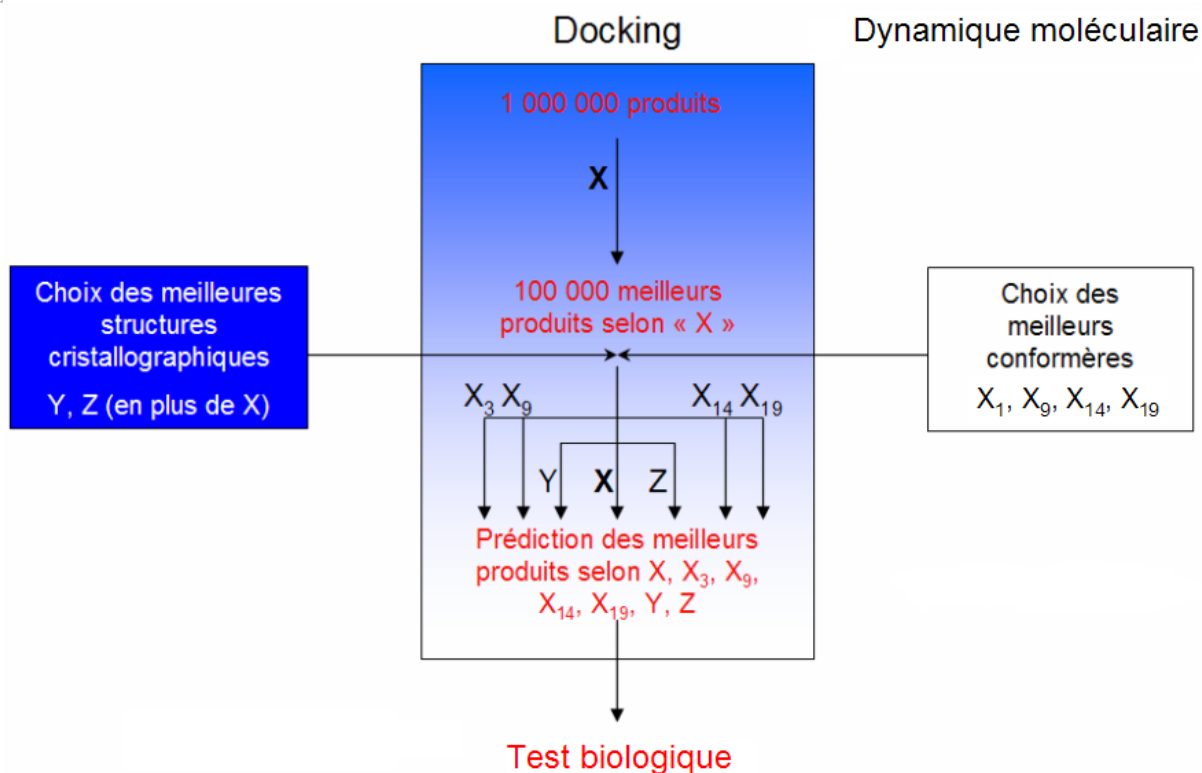 Docking
Dynamique moléculaire
1 000 000 produits
X
Choix des meilleures
structures
cristallographiques
Y, Z (en plus de X)
100 000 meilleurs
produits selon « X »
Choix des
meilleurs
conformères
X₁, X₉, X₁₄, X₁₉
X₃ X₉ X₁₄ X₁₉
Y X Z
Prédiction des meilleurs
produits selon X, X₃, X₉,
X₁₄, X₁₉, Y, Z
Test biologique